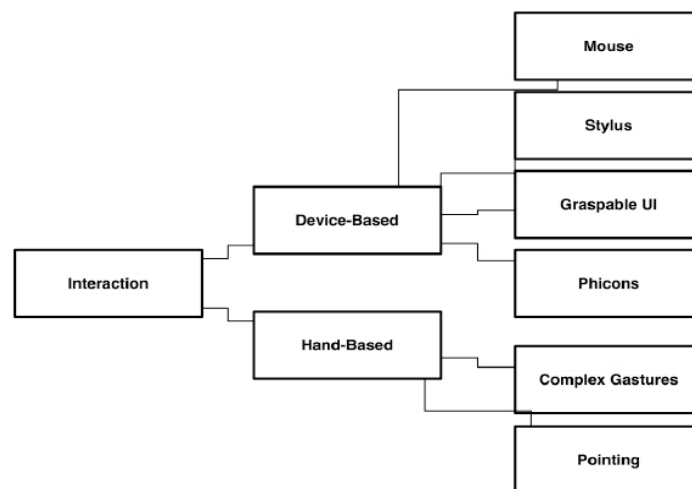 Mouse
Stylus
Device-Based
Graspable UI
Interaction
Phicons
Hand-Based
Complex Gastures
Pointing